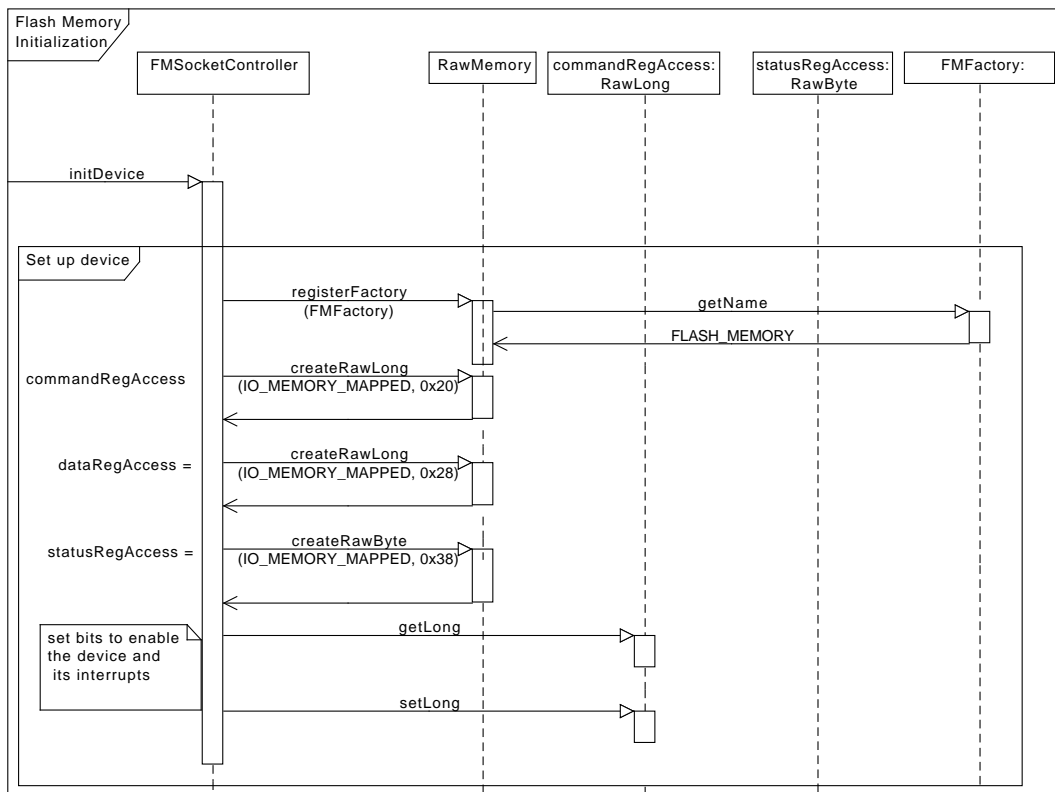 Flash Memory
Initialization
FMSocketController
RawMemory
commandRegAccess:
RawLong
statusRegAccess:
RawByte
FMFactory:
initDevice
Set up device
registerFactory
(FMFactory)
getName
FLASH_MEMORY
commandRegAccess
createRawLong
(IO_MEMORY_MAPPED, 0x20)
dataRegAccess =
createRawLong
(IO_MEMORY_MAPPED, 0x28)
statusRegAccess =
createRawByte
(IO_MEMORY_MAPPED, 0x38)
getLong
set bits to enable
the device and
its interrupts
setLong